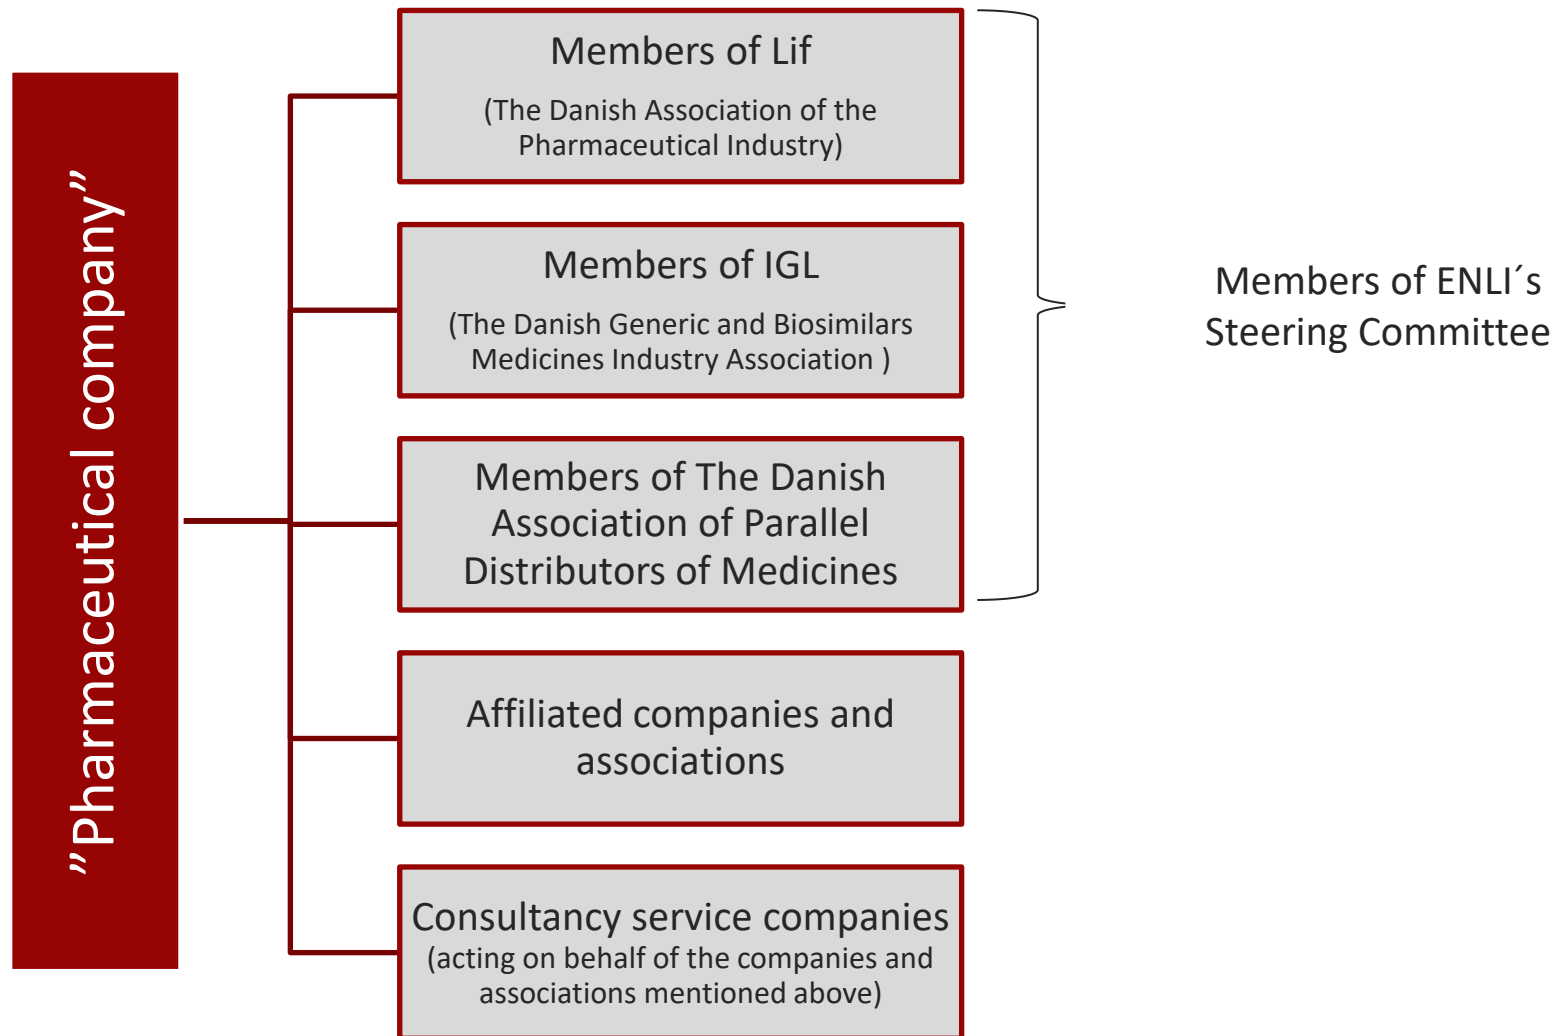 ”Pharmaceutical company”
Members of Lif
(The Danish Association of the
Pharmaceutical Industry)
Members of IGL
(The Danish Generic and Biosimilars
Medicines Industry Association )
Members of The Danish
Association of Parallel
Distributors of Medicines
Affiliated companies and
associations
Consultancy service companies
(acting on behalf of the companies and
associations mentioned above)
Members of ENLI´s
Steering Committee